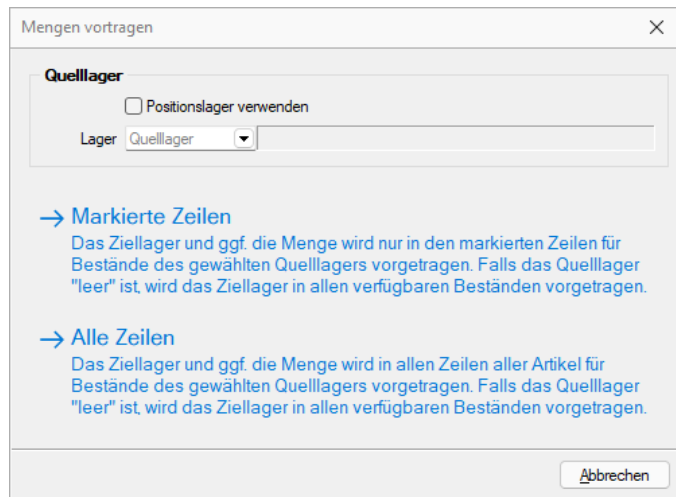 Mengen vortragen
Quelllager
Positionslager verwenden
Lager Quelllager
Markierte Zeilen
Das Ziellager und ggf. die Menge wird nur in den markierten Zeilen für
Bestände des gewählten Quelllagers vorgetragen. Falls das Quelllager
"leer" ist, wird das Ziellager in allen verfügbaren Beständen vorgetragen.
Alle Zeilen
Das Ziellager und ggf. die Menge wird in allen Zeilen aller Artikel für
Bestände des gewählten Quelllagers vorgetragen. Falls das Quelllager
"leer" ist, wird das Ziellager in allen verfügbaren Beständen vorgetragen.
Abbrechen